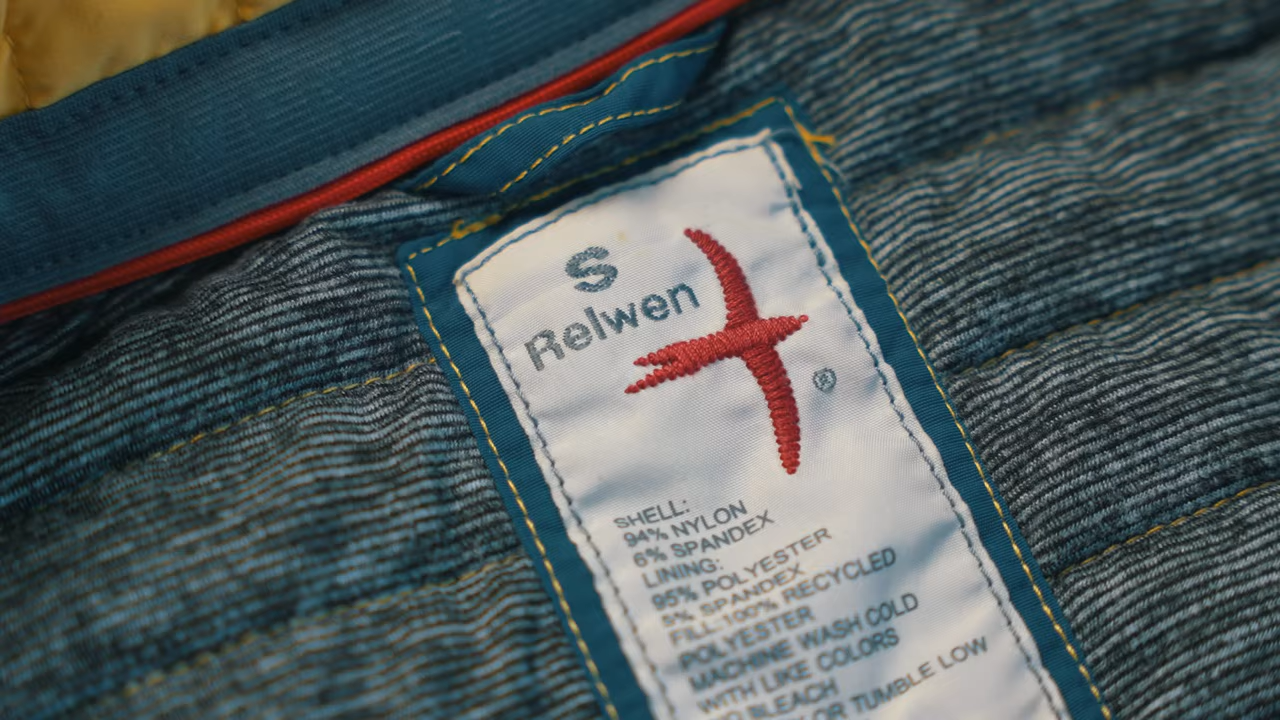 S
Relwen
®
SHELL:
94% NYLON
6% SPANDEX
LINING:
95% POLYESTER
5% SPANDEX
FILL:100% RECYCLED
POLYESTER
MACHINE WASH COLD
WITH LIKE COLORS
BLEACH
OR TUMBLE LOW